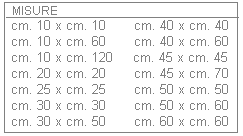 MISURE
cm. 10 x cm. 10 cm. 40 x cm. 40
cm. 10 x cm. 60 cm. 40 x cm. 60
cm. 10 x cm. 120 cm. 45 x cm. 45
cm. 20 x cm. 20 cm. 45 x cm. 70
cm. 25 x cm. 25 cm. 50 x cm. 50
cm. 30 x cm. 30 cm. 50 x cm. 60
cm. 30 x cm. 50 cm. 60 x cm. 60